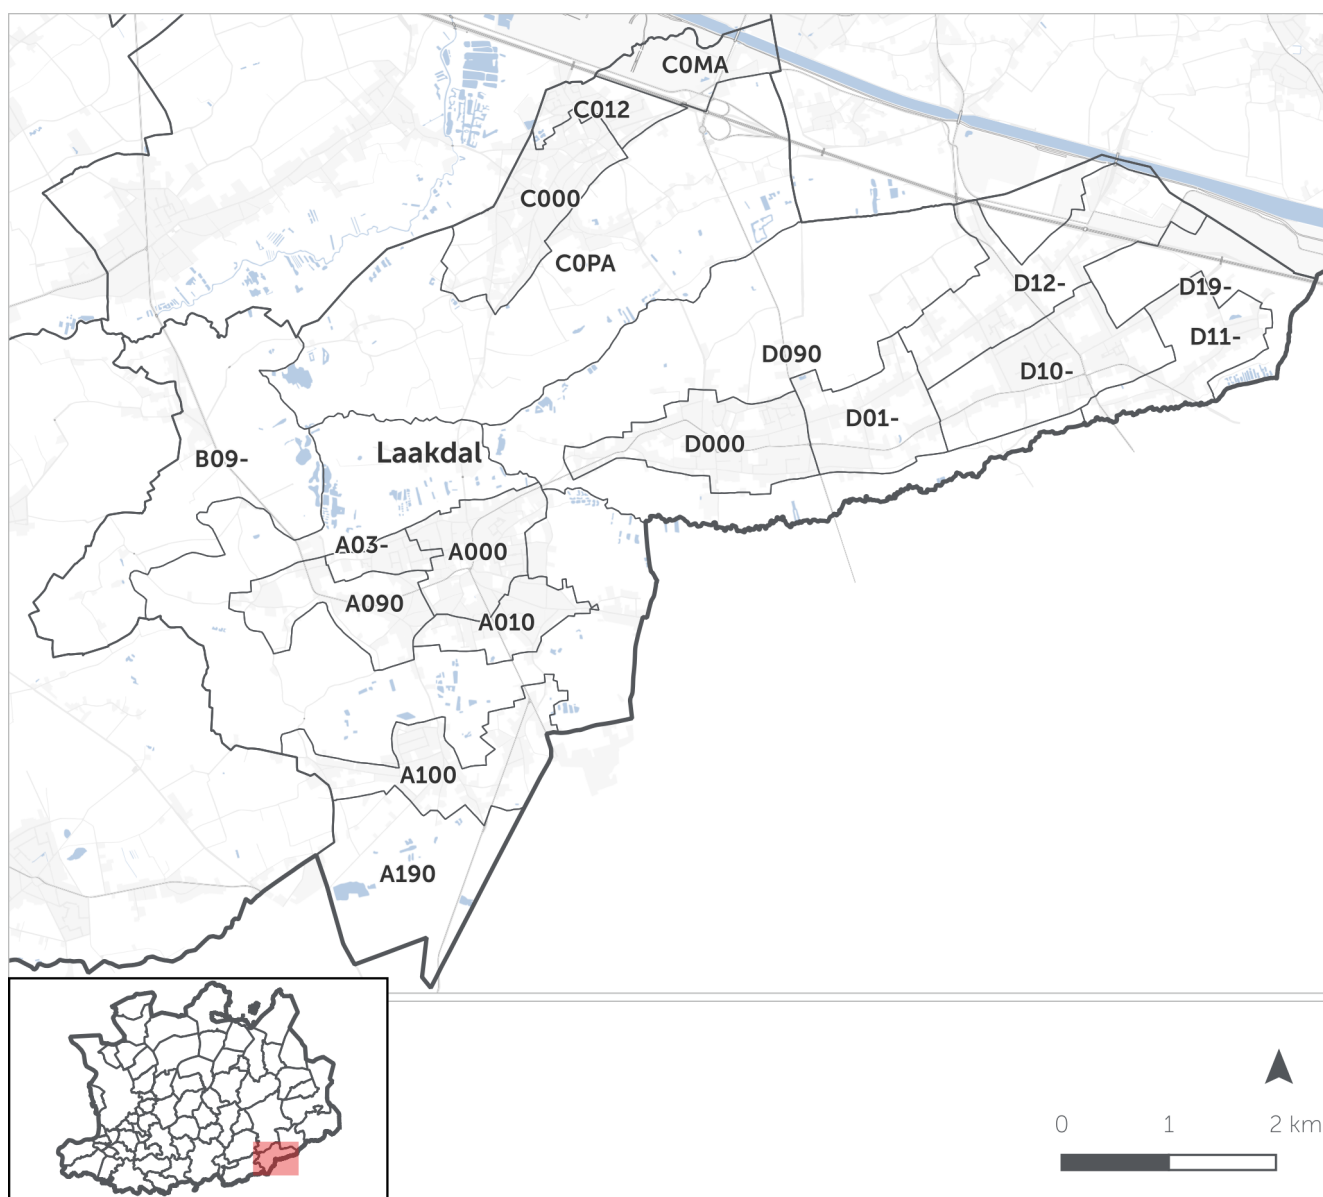 C0MA
C012
C000
C0PA
D12-
D19-
D11-
D090
D10-
D01-
D000
Laakdal
B09-
A03-
A000
A090
A010
A100
A190
0 1 2 km